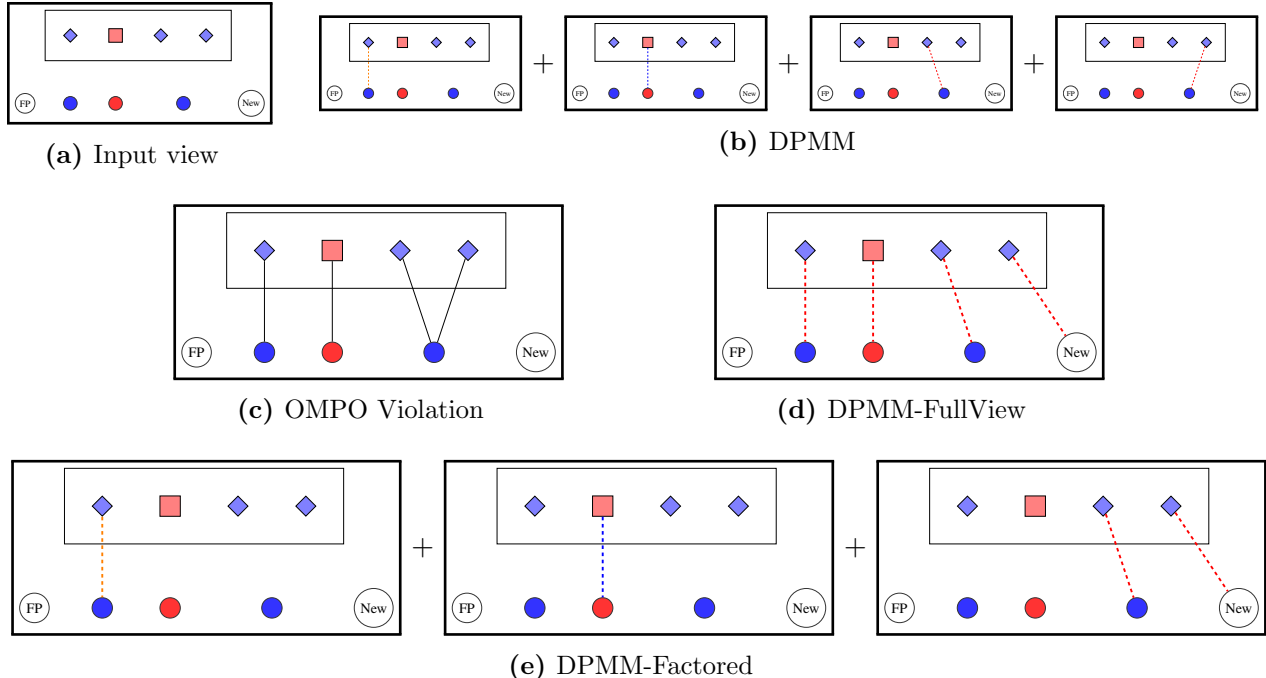 FP New
FP New + FP New + FP New + FP New
(a) Input view
(b) DPMM
FP New
FP New
(c) OMPO Violation
(d) DPMM-FullView
FP New + FP New + FP New
(e) DPMM-Factored